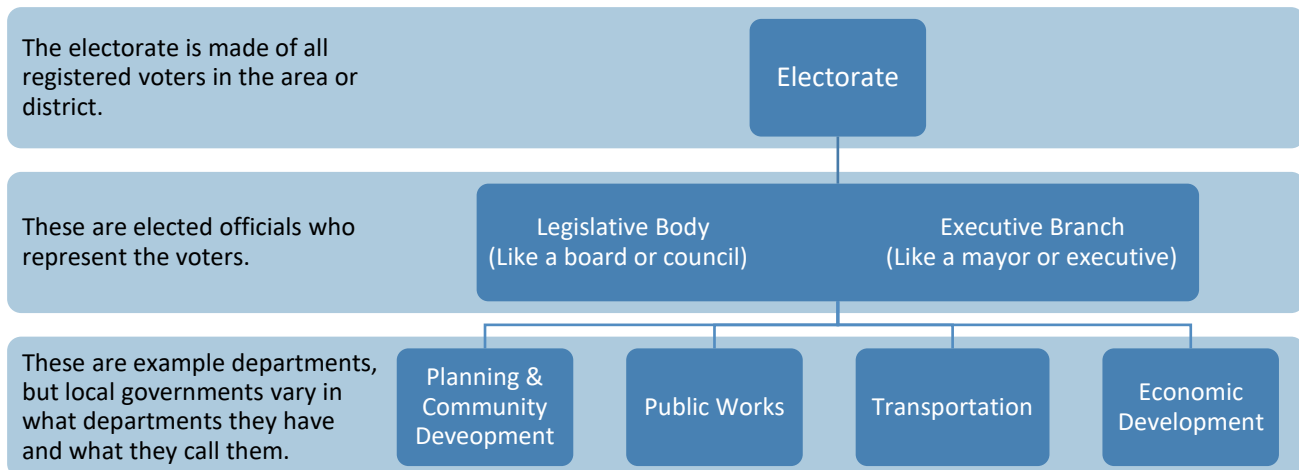 The electorate is made of all
registered voters in the area or
district.
Electorate
These are elected officials who
represent the voters.
Legislative Body
(Like a board or council)
Executive Branch
(Like a mayor or executive)
These are example departments,
but local governments vary in
what departments they have
and what they call them.
Planning &
Community
Deveopment
Public Works
Transportation
Economic
Development